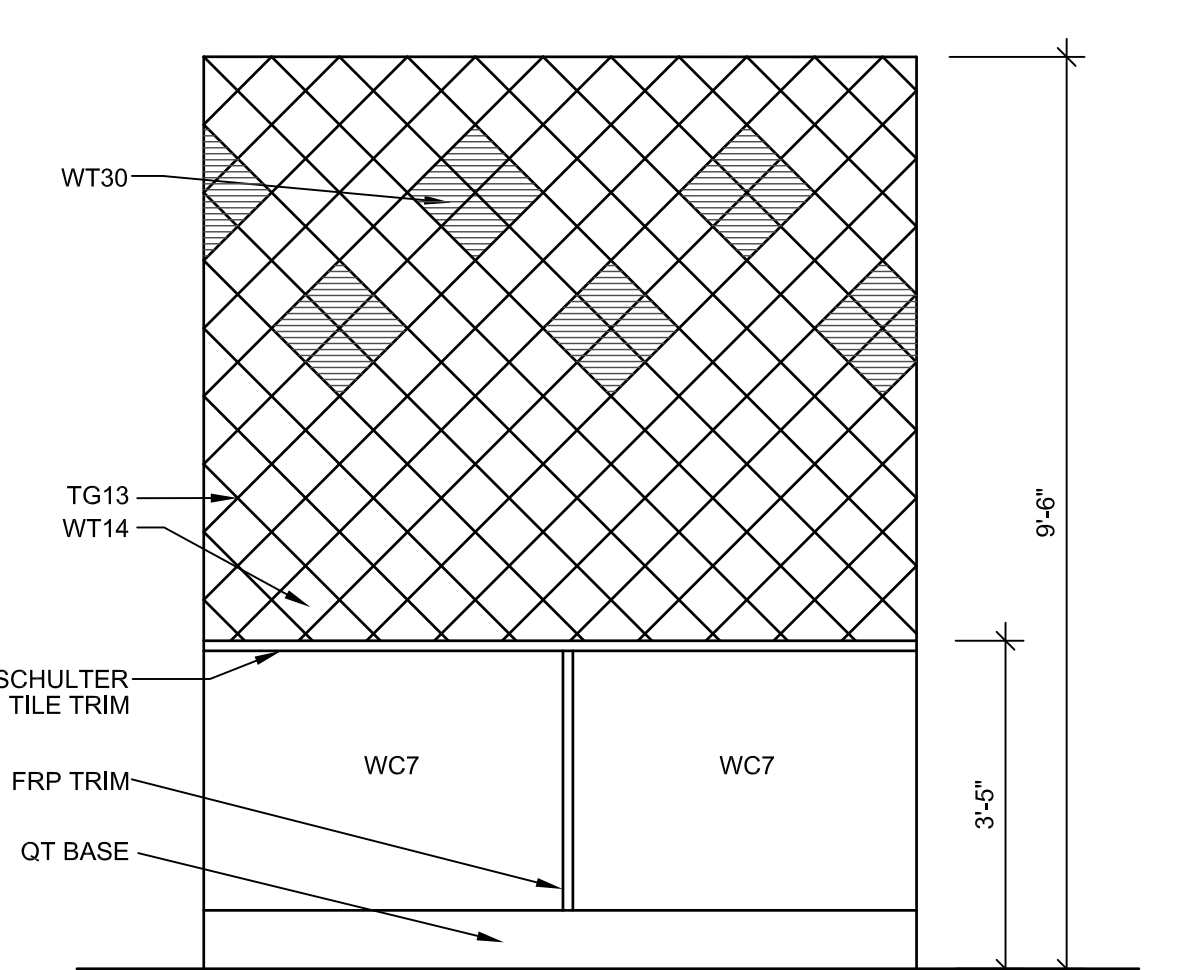 WT30
TG13
WT14
SCHULTER
TILE TRIM
FRP TRIM
QT BASE
WC7
WC7
9'-6"
3'-5"